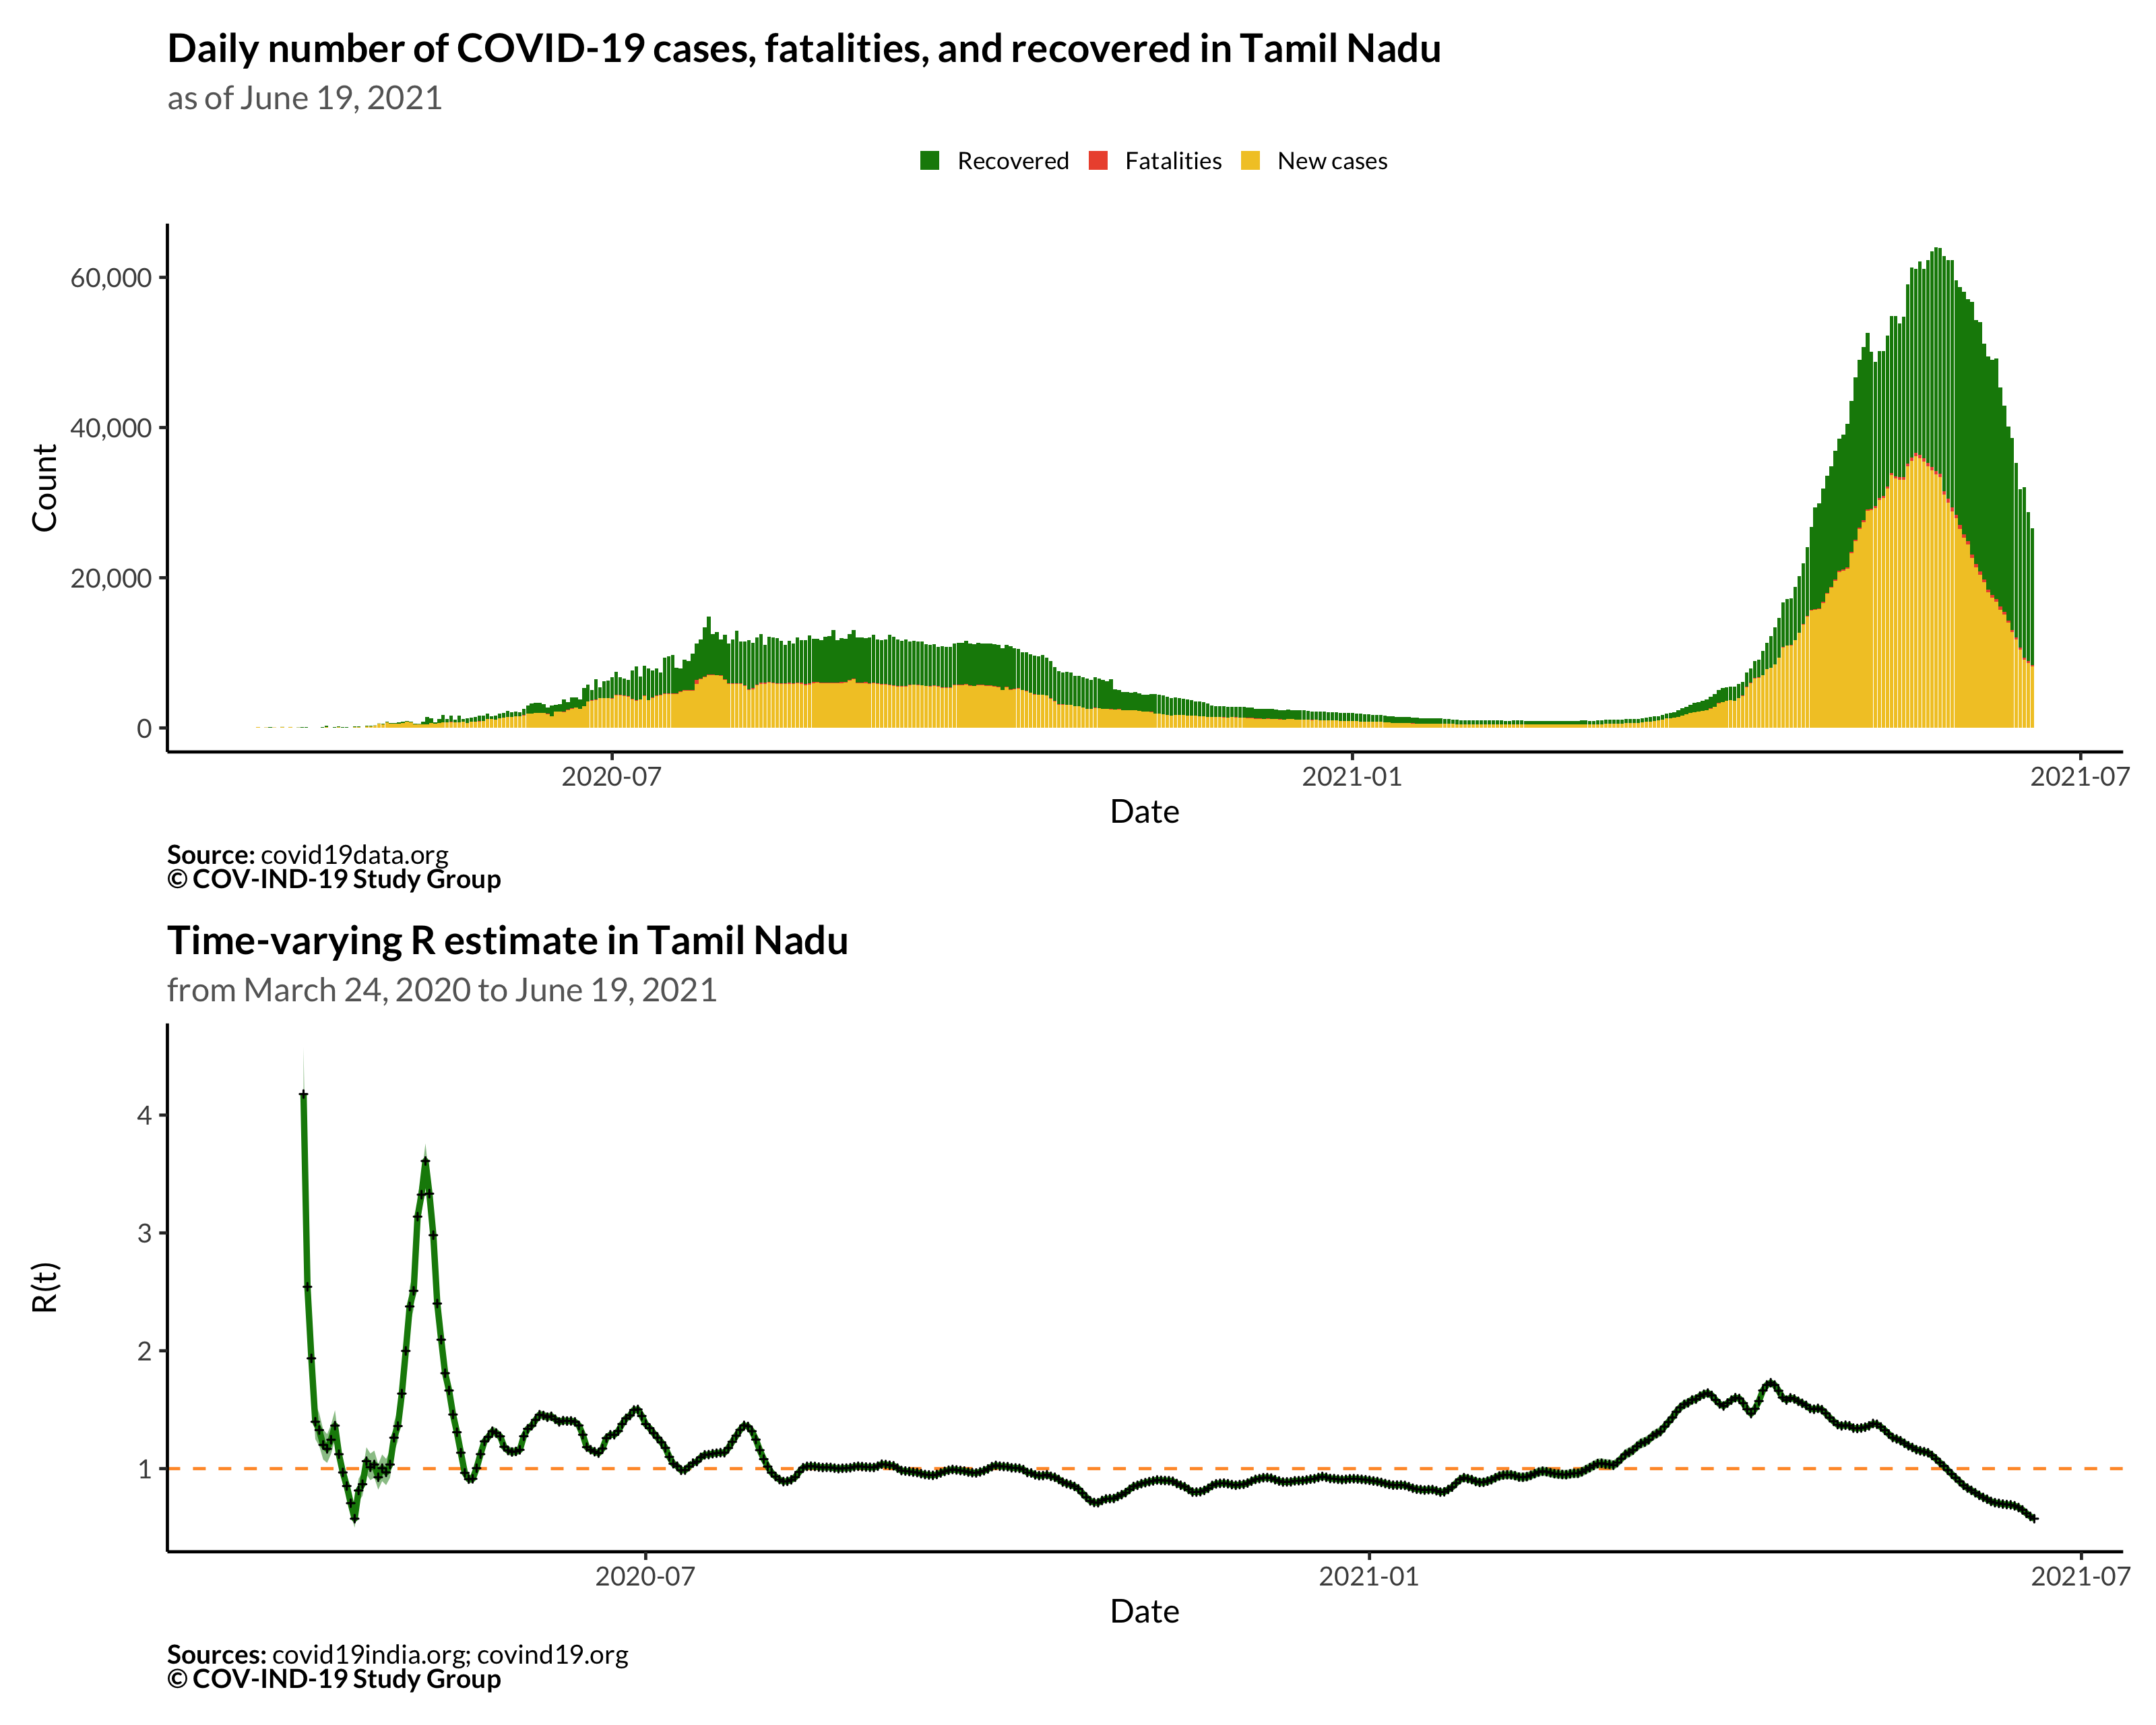 Daily number of COVID-19 cases, fatalities, and recovered in Tamil Nadu
as of June 19, 2021
Recovered Fatalities New cases
60,000
40,000
20,000
0
Count
2020-07 2021-01 2021-07
Date
Source: covid19data.org
© COV-IND-19 Study Group
Time-varying R estimate in Tamil Nadu
from March 24, 2020 to June 19, 2021
4
3
2
1
R(t)
2020-07 2021-01 2021-07
Date
Sources: covid19india.org; covind19.org
© COV-IND-19 Study Group